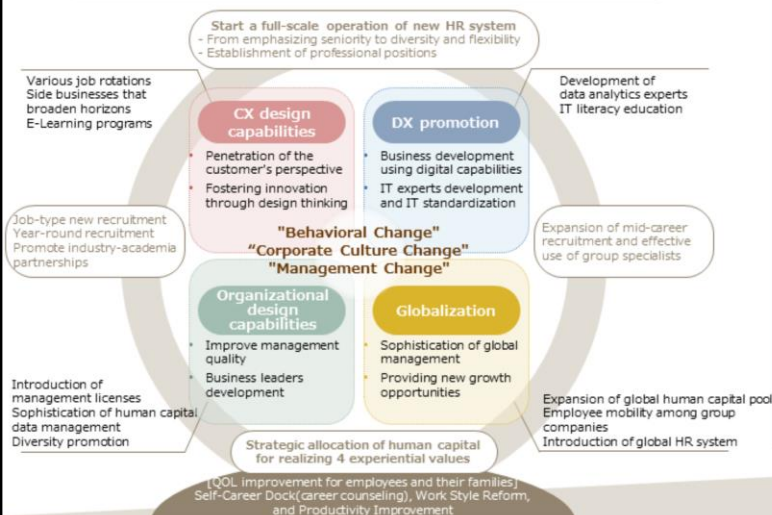 Start a full-scale operation of new HR system
- From emphasizing seniority to diversity and flexibility
- Establishment of professional positions
Various job rotations
Side businesses that
broaden horizons
E-Learning programs
Development of
data analytics experts
IT literacy education
CX design
capabilities
• Penetration of the
customer's perspective
• Fostering innovation
through design thinking
DX promotion
• Business development
using digital capabilities
• IT experts development
and IT standardization
Job-type new recruitment
Year-round recruitment
Promote industry-academia
partnerships
"Behavioral Change"
“Corporate Culture Change"
"Management Change"
Expansion of mid-career
recruitment and effective
use of group specialists
Organizational
design
capabilities
• Improve management
quality
• Business leaders
development
Globalization
• Sophistication of global
management
• Providing new growth
opportunities
Introduction of
management licenses
Sophistication of human capital
data management
Diversity promotion
Expansion of global human capital pool
Employee mobility among group
companies
Introduction of global HR system
Strategic allocation of human capital
for realizing 4 experiential values
[QOL improvement for employees and their families]
Self-Career Dock(career counseling), Work Style Reform,
and Productivity Improvement